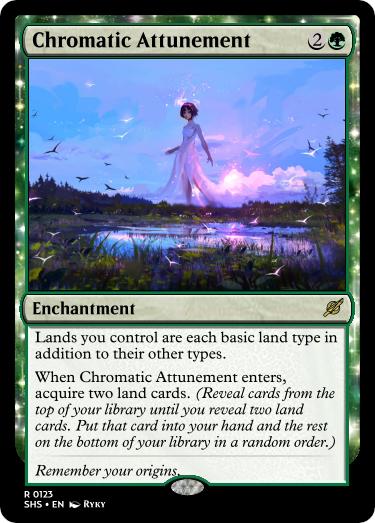 Chromatic Attunement 2
Enchantment
Lands you control are each basic land type in
addition to their other types.
When Chromatic Attunement enters,
acquire two land cards. (Reveal cards from the
top of your library until you reveal two land
cards. Put that card into your hand and the rest
on the bottom of your library in a random order.)
Remember your origins.
R 0123
SHS • EN Ryky